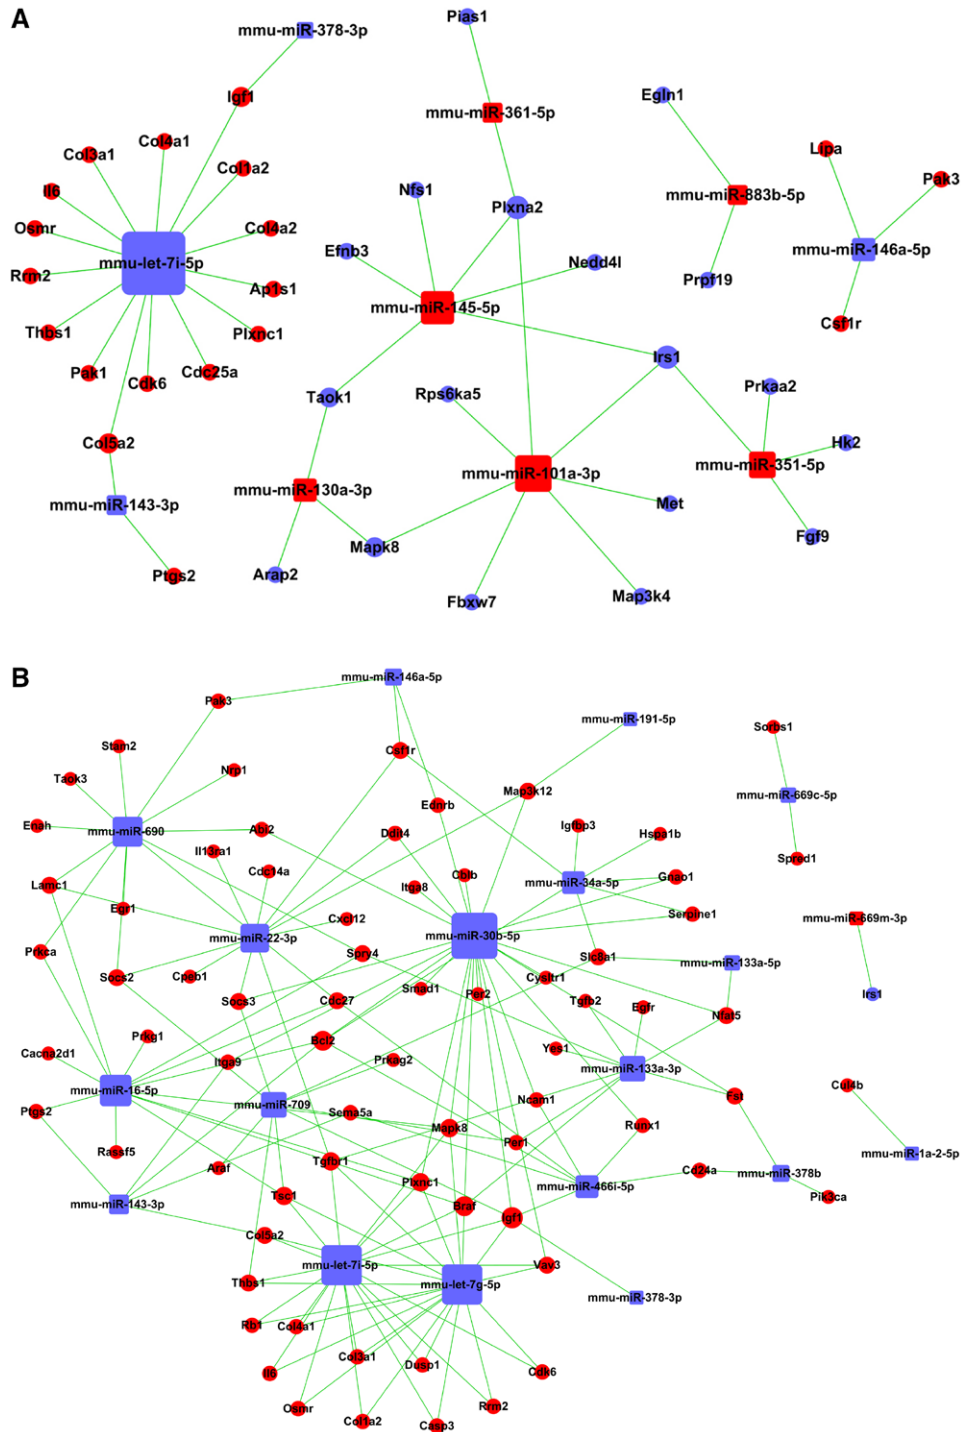 A
mmu-miR-378-3p
Pias1
Igf1
mmu-miR-361-5p
Egln1
Col4a1
Col3a1
Lipa
Col1a2
Pak3
Il6
Nfs1
mmu-miR-883b-5p
Plxna2
Osmr
Col4a2
Efnb3
mmu-miR-146a-5p
mmu-let-7i-5p
Nedd4l
Rrm2
Prpf19
Ap1s1
mmu-miR-145-5p
Csf1r
Thbs1
Plxnc1
Irs1
Pak1
Cdc25a
Cdk6
Prkaa2
Taok1
Rps6ka5
Col5a2
Hk2
mmu-miR-351-5p
mmu-miR-101a-3p
mmu-miR-130a-3p
mmu-miR-143-3p
Met
Fgf9
Mapk8
Ptgs2
Arap2
Map3k4
Fbxw7
B
mmu-miR-146a-5p
Pak3
mmu-miR-191-5p
Sorbs1
Stam2
Csf1r
Nrp1
Taok3
Map3k12
mmu-miR-669c-5p
Ednrb
Enah
mmu-miR-690
Abi2
Ddit4
Igfbp3
Hspa1b
Il13ra1
Spred1
Cdc14a
Cblb
Gnao1
Lamc1
Itga8
mmu-miR-34a-5p
Egr1
Cxcl12
Serpine1
mmu-miR-669m-3p
mmu-miR-22-3p
mmu-miR-30b-5p
Prkca
Spry4
Slc8a1
mmu-miR-133a-5p
Socs2
Cpeb1
Cysltr1
Smad1
Per2
Irs1
Socs3
Cdc27
Tgfb2
Egfr
Nfat5
Prkg1
Bcl2
Yes1
Cacna2d1
Itga9
Prkag2
mmu-miR-133a-3p
mmu-miR-16-5p
Cul4b
Fst
mmu-miR-709
Ncam1
Ptgs2
Sema5a
Mapk8
Runx1
Per1
Rassf5
mmu-miR-1a-2-5p
Araf
Tgfbr1
Cd24a
mmu-miR-378b
Plxnc1
mmu-miR-466i-5p
Tsc1
Pik3ca
mmu-miR-143-3p
Braf
Igf1
Col5a2
mmu-let-7i-5p
Vav3
Thbs1
mmu-let-7g-5p
mmu-miR-378-3p
Rb1
Col4a1
Col3a1
Dusp1
Il6
Cdk6
Osmr
Rrm2
Col1a2
Casp3